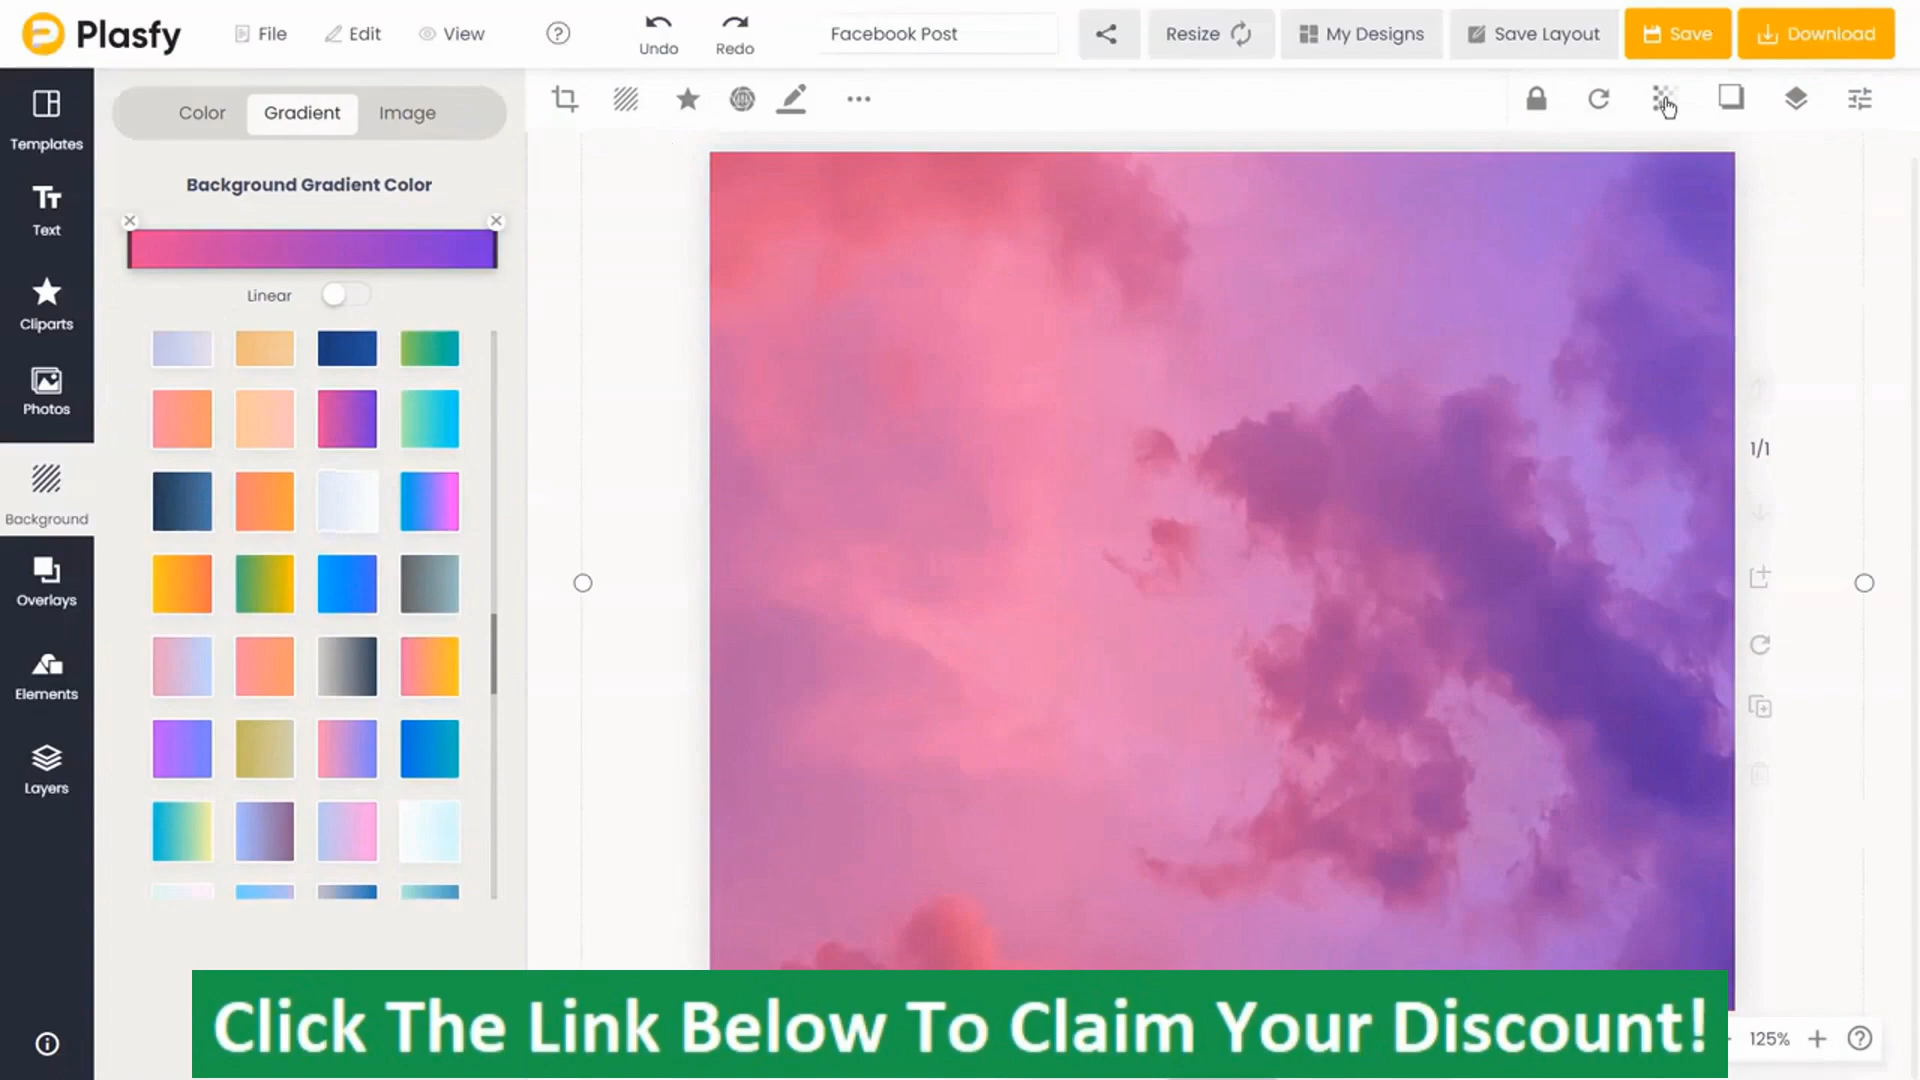 Plasfy
File
Edit
View
Undo
Redo
Facebook Post
Resize
My Designs
Save Layout
Save
Download
Templates
Text
Cliparts
Photos
Background
Overlays
Elements
Layers
Color
Gradient
Image
Background Gradient Color
Linear
1/1
125%
Click The Link Below To Claim Your Discount!